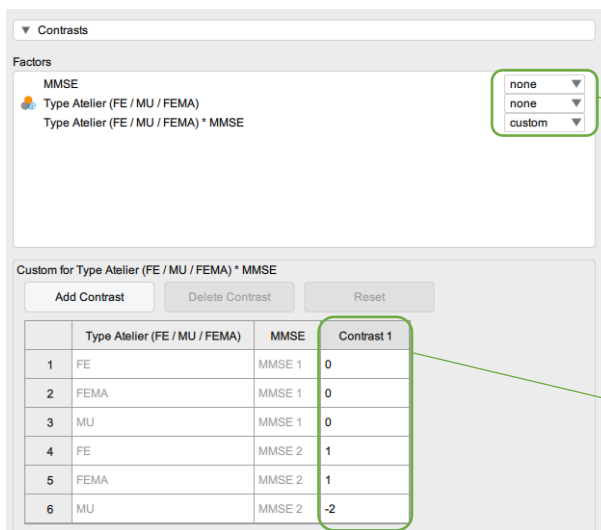 ▼ Contrasts
Factors
MMSE none ▼
Type Atelier (FE / MU / FEMA) none ▼
Type Atelier (FE / MU / FEMA) * MMSE custom ▼
Custom for Type Atelier (FE / MU / FEMA) * MMSE
Add Contrast Delete Contrast Reset
Type Atelier (FE / MU / FEMA) MMSE Contrast 1
1 FE MMSE 1 0
2 FEMA MMSE 1 0
3 MU MMSE 1 0
4 FE MMSE 2 1
5 FEMA MMSE 2 1
6 MU MMSE 2 -2